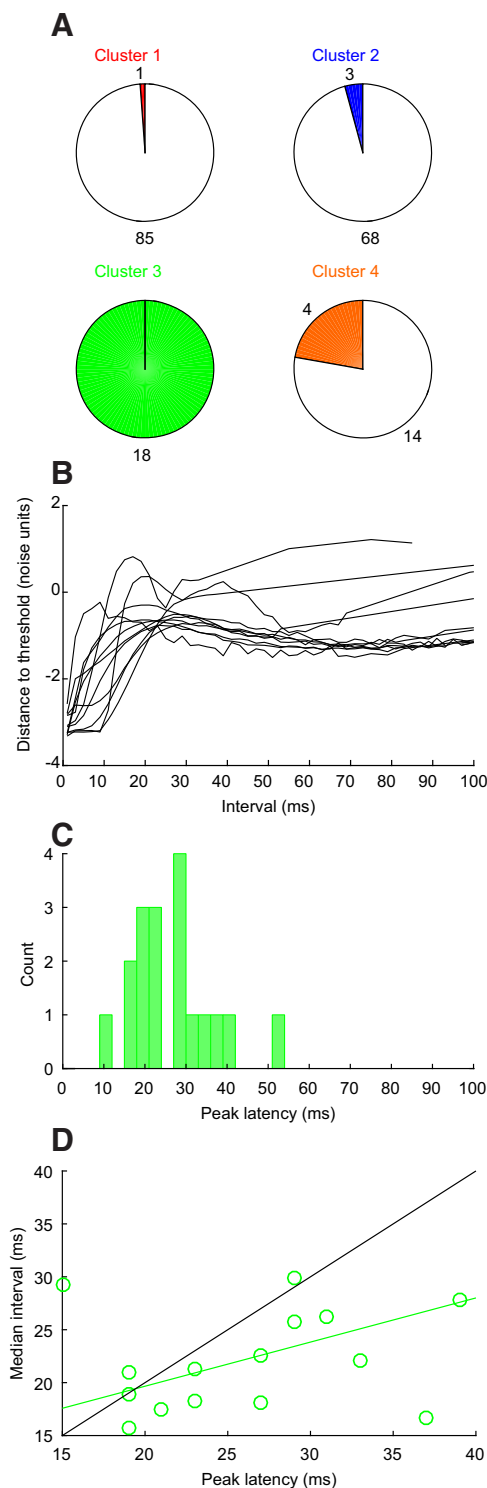 A
Cluster 1
Cluster 2
1
3
85
68
Cluster 3
Cluster 4
4
18
14
B
Distance to threshold (noise units)
2
0
-2
-4
0 10 20 30 40 50 60 70 80 90 100
Interval (ms)
C
Count
4
3
2
1
0
0 10 20 30 40 50 60 70 80 90 100
Peak latency (ms)
D
Median interval (ms)
40
35
30
25
20
15
15 20 25 30 35 40
Peak latency (ms)